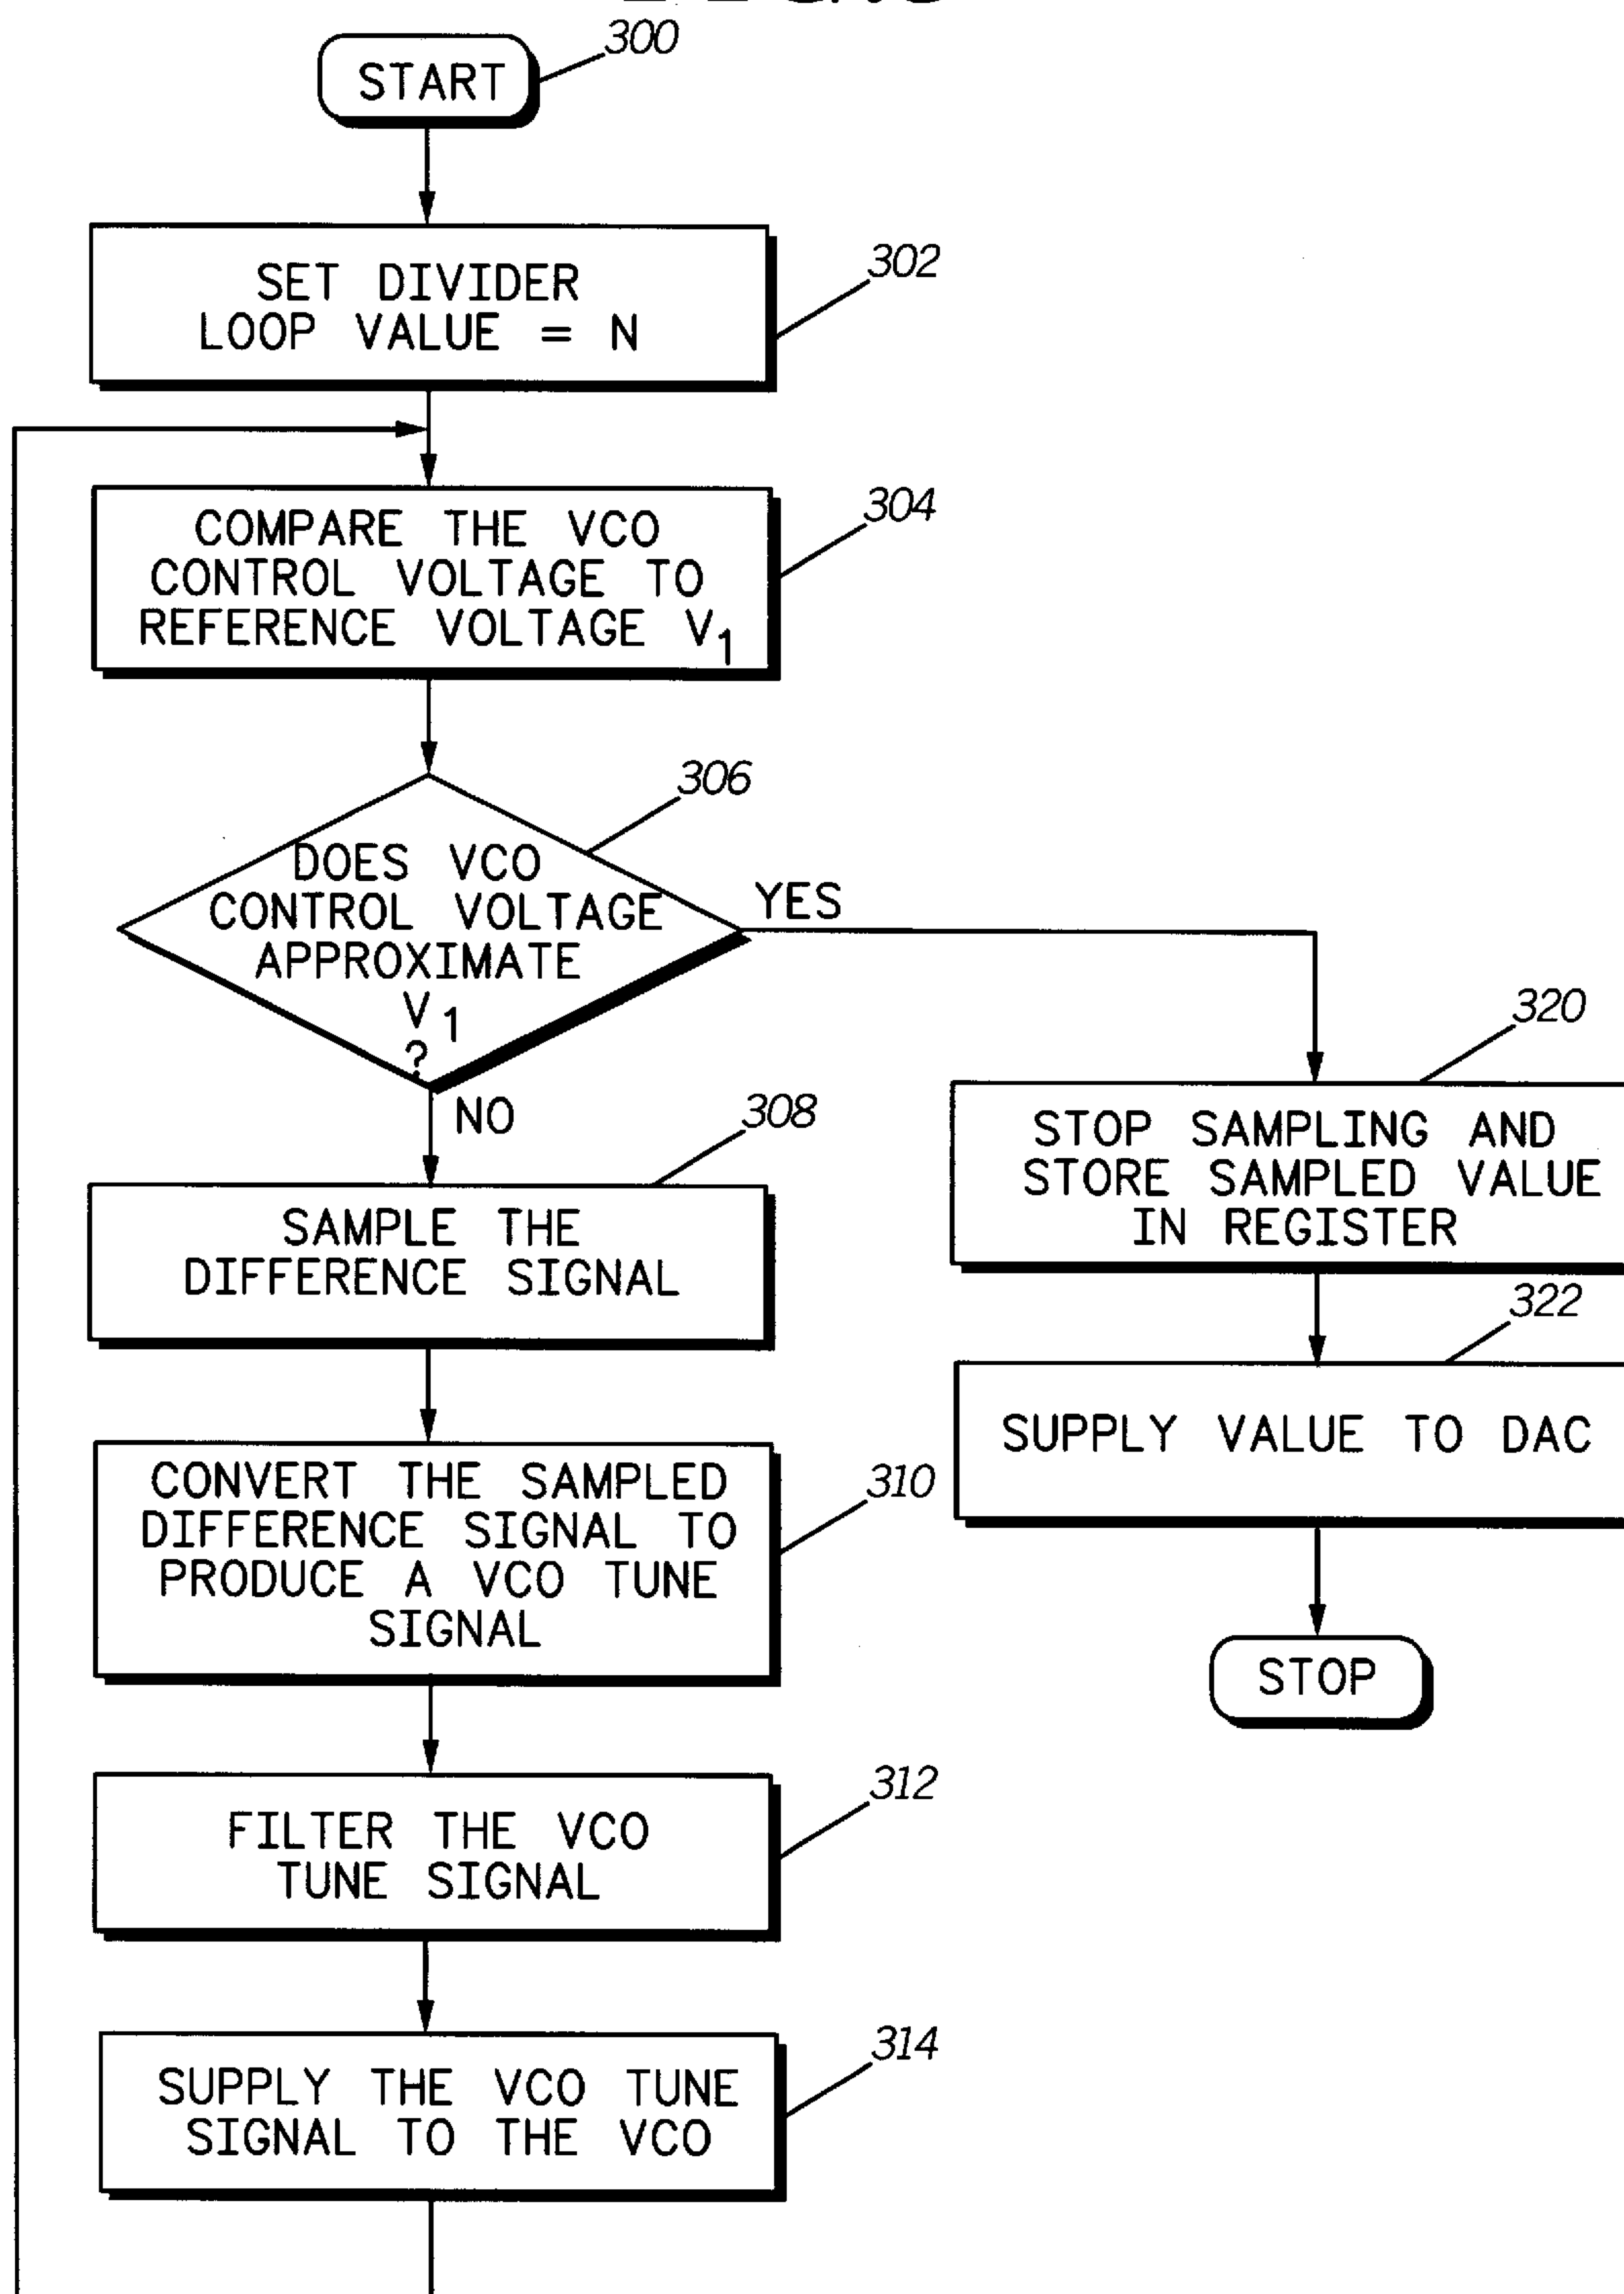 300
START
302
SET DIVIDER
LOOP VALUE = N
304
COMPARE THE VCO
CONTROL VOLTAGE TO
REFERENCE VOLTAGE V1
306
DOES VCO
CONTROL VOLTAGE
APPROXIMATE
V1
?
YES
NO
308
SAMPLE THE
DIFFERENCE SIGNAL
310
CONVERT THE SAMPLED
DIFFERENCE SIGNAL TO
PRODUCE A VCO TUNE
SIGNAL
312
FILTER THE VCO
TUNE SIGNAL
314
SUPPLY THE VCO TUNE
SIGNAL TO THE VCO
320
STOP SAMPLING AND
STORE SAMPLED VALUE
IN REGISTER
322
SUPPLY VALUE TO DAC
STOP